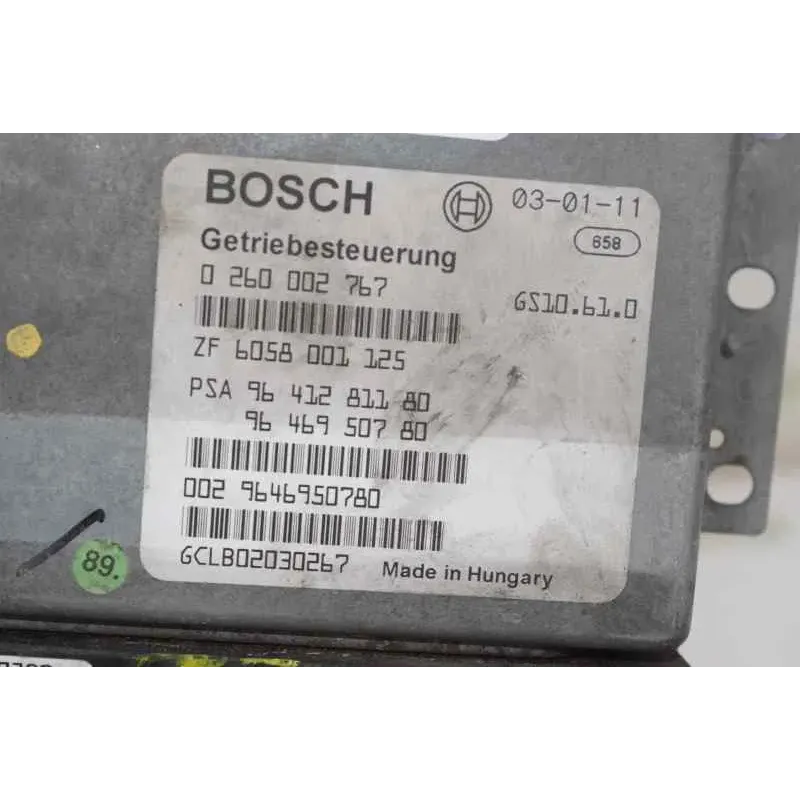 BOSCH 03-01-11
658
Getriebesteuerung
0 260 002 767 GS10.61.0
ZF 6058 001 125
PSA 96 412 811 80
96 469 507 80
002 9646950780
GCLB02030267 Made in Hungary
89.